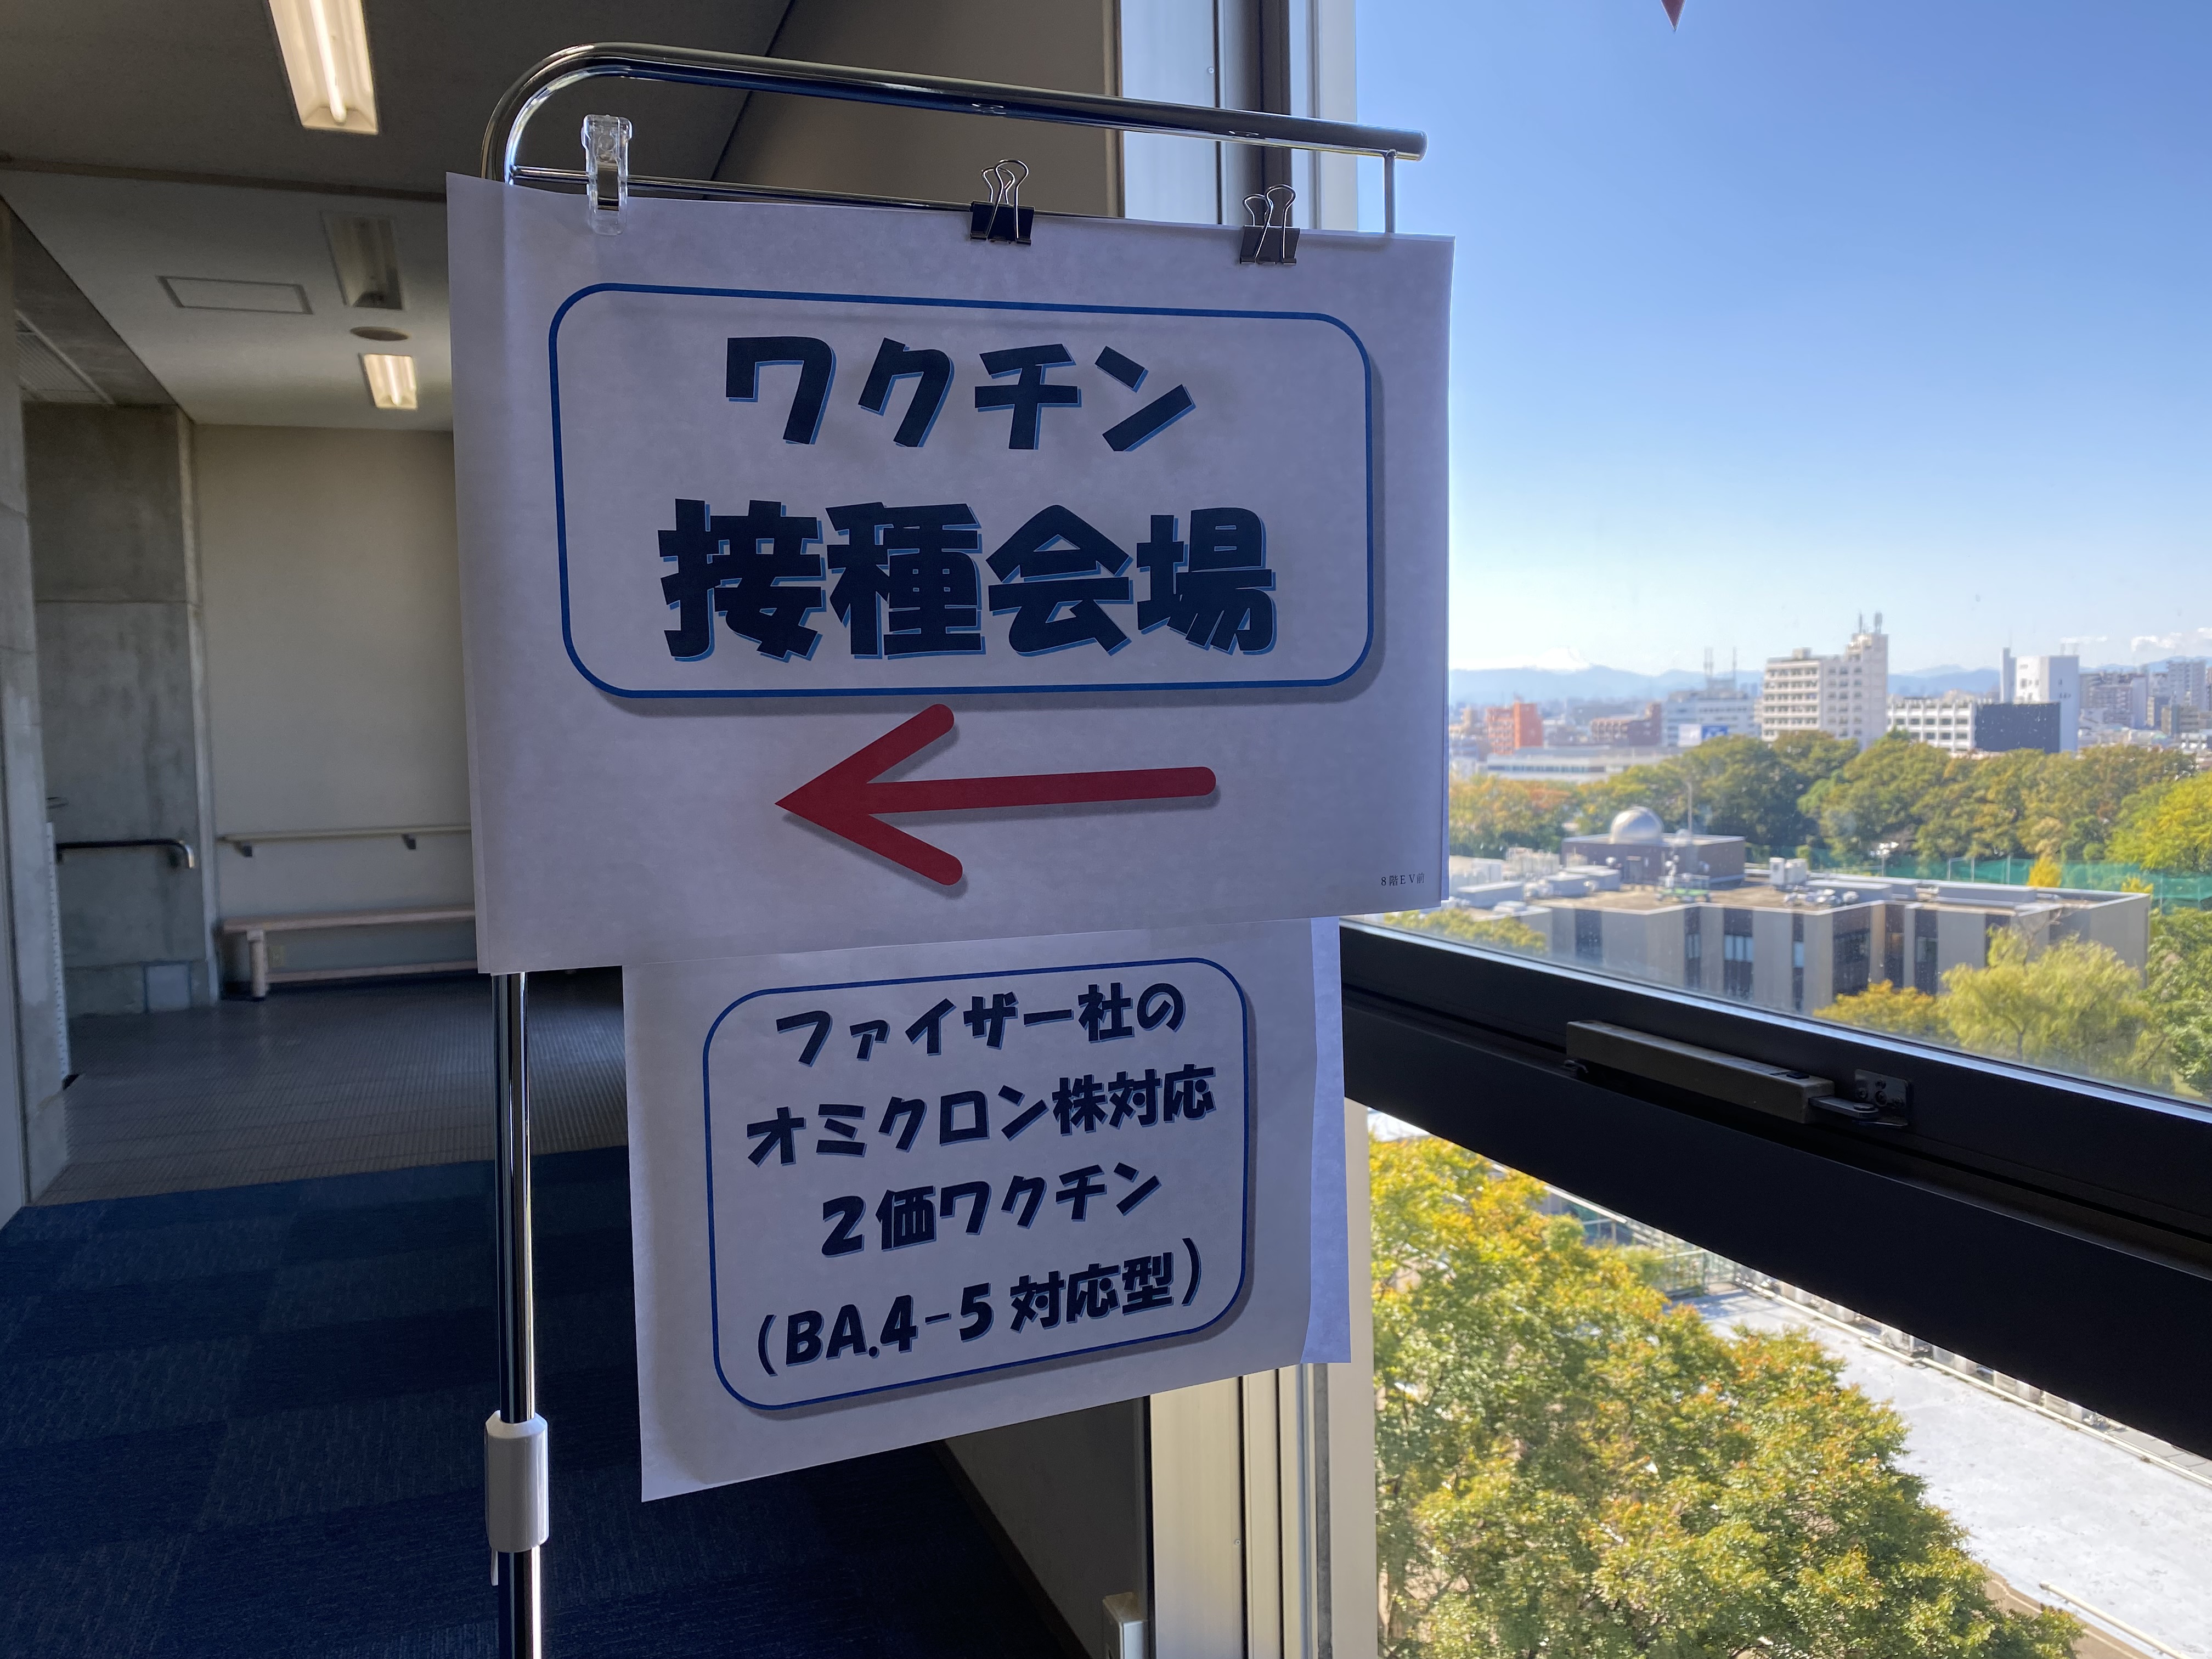 ワクチン
接種会場
8階EV前
ファイザー社の
オミクロン株対応
2価ワクチン
(BA.4-5対応型)